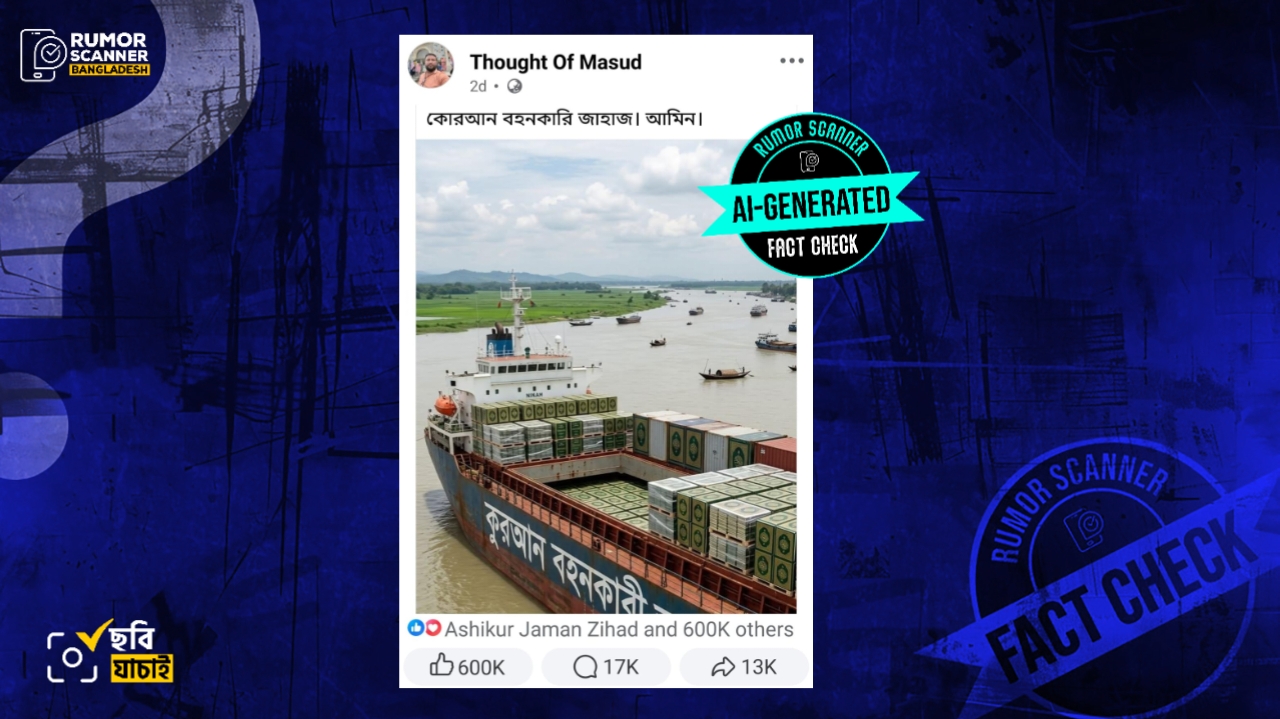 RUMOR
SCANNER
BANGLADESH
Thought Of Masud
2d
কোরআন বহনকারি জাহাজ। আমিন।
RUMOR SCANNER
AI-GENERATED
FACT CHECK
কুরআন বহনকারী
Ashikur Jaman Zihad and 600K others
600K
17K
13K
ছবি
যাচাই
RUMOR SCANNER
FACT CHECK